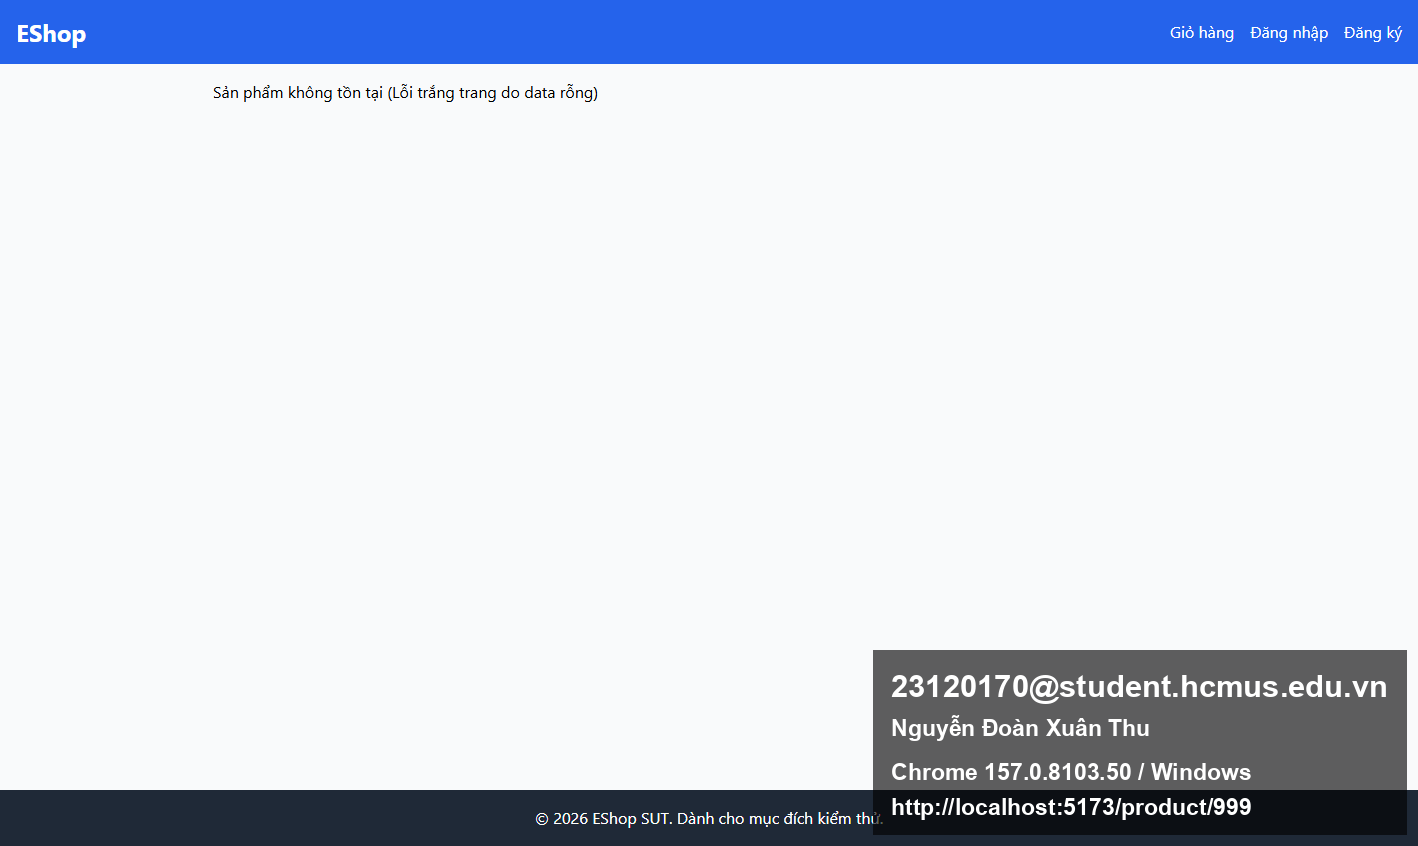 EShop
Giỏ hàng Đăng nhập Đăng ký
Sản phẩm không tồn tại (Lỗi trắng trang do data rỗng)
23120170@student.hcmus.edu.vn
Nguyễn Đoàn Xuân Thu
Chrome 157.0.8103.50 / Windows
http://localhost:5173/product/999
© 2026 EShop SUT. Dành cho mục đích kiểm thử.